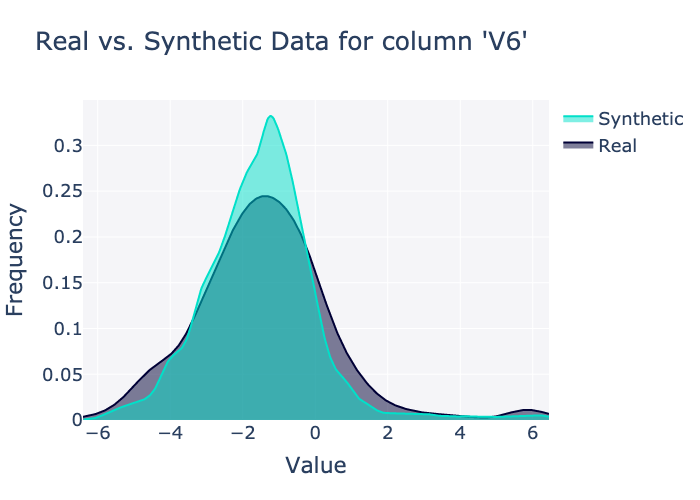 Real vs. Synthetic Data for column 'V6'
Synthetic
Real
Frequency
0.3
0.25
0.2
0.15
0.1
0.05
0
−6
−4
−2
0
2
4
6
Value